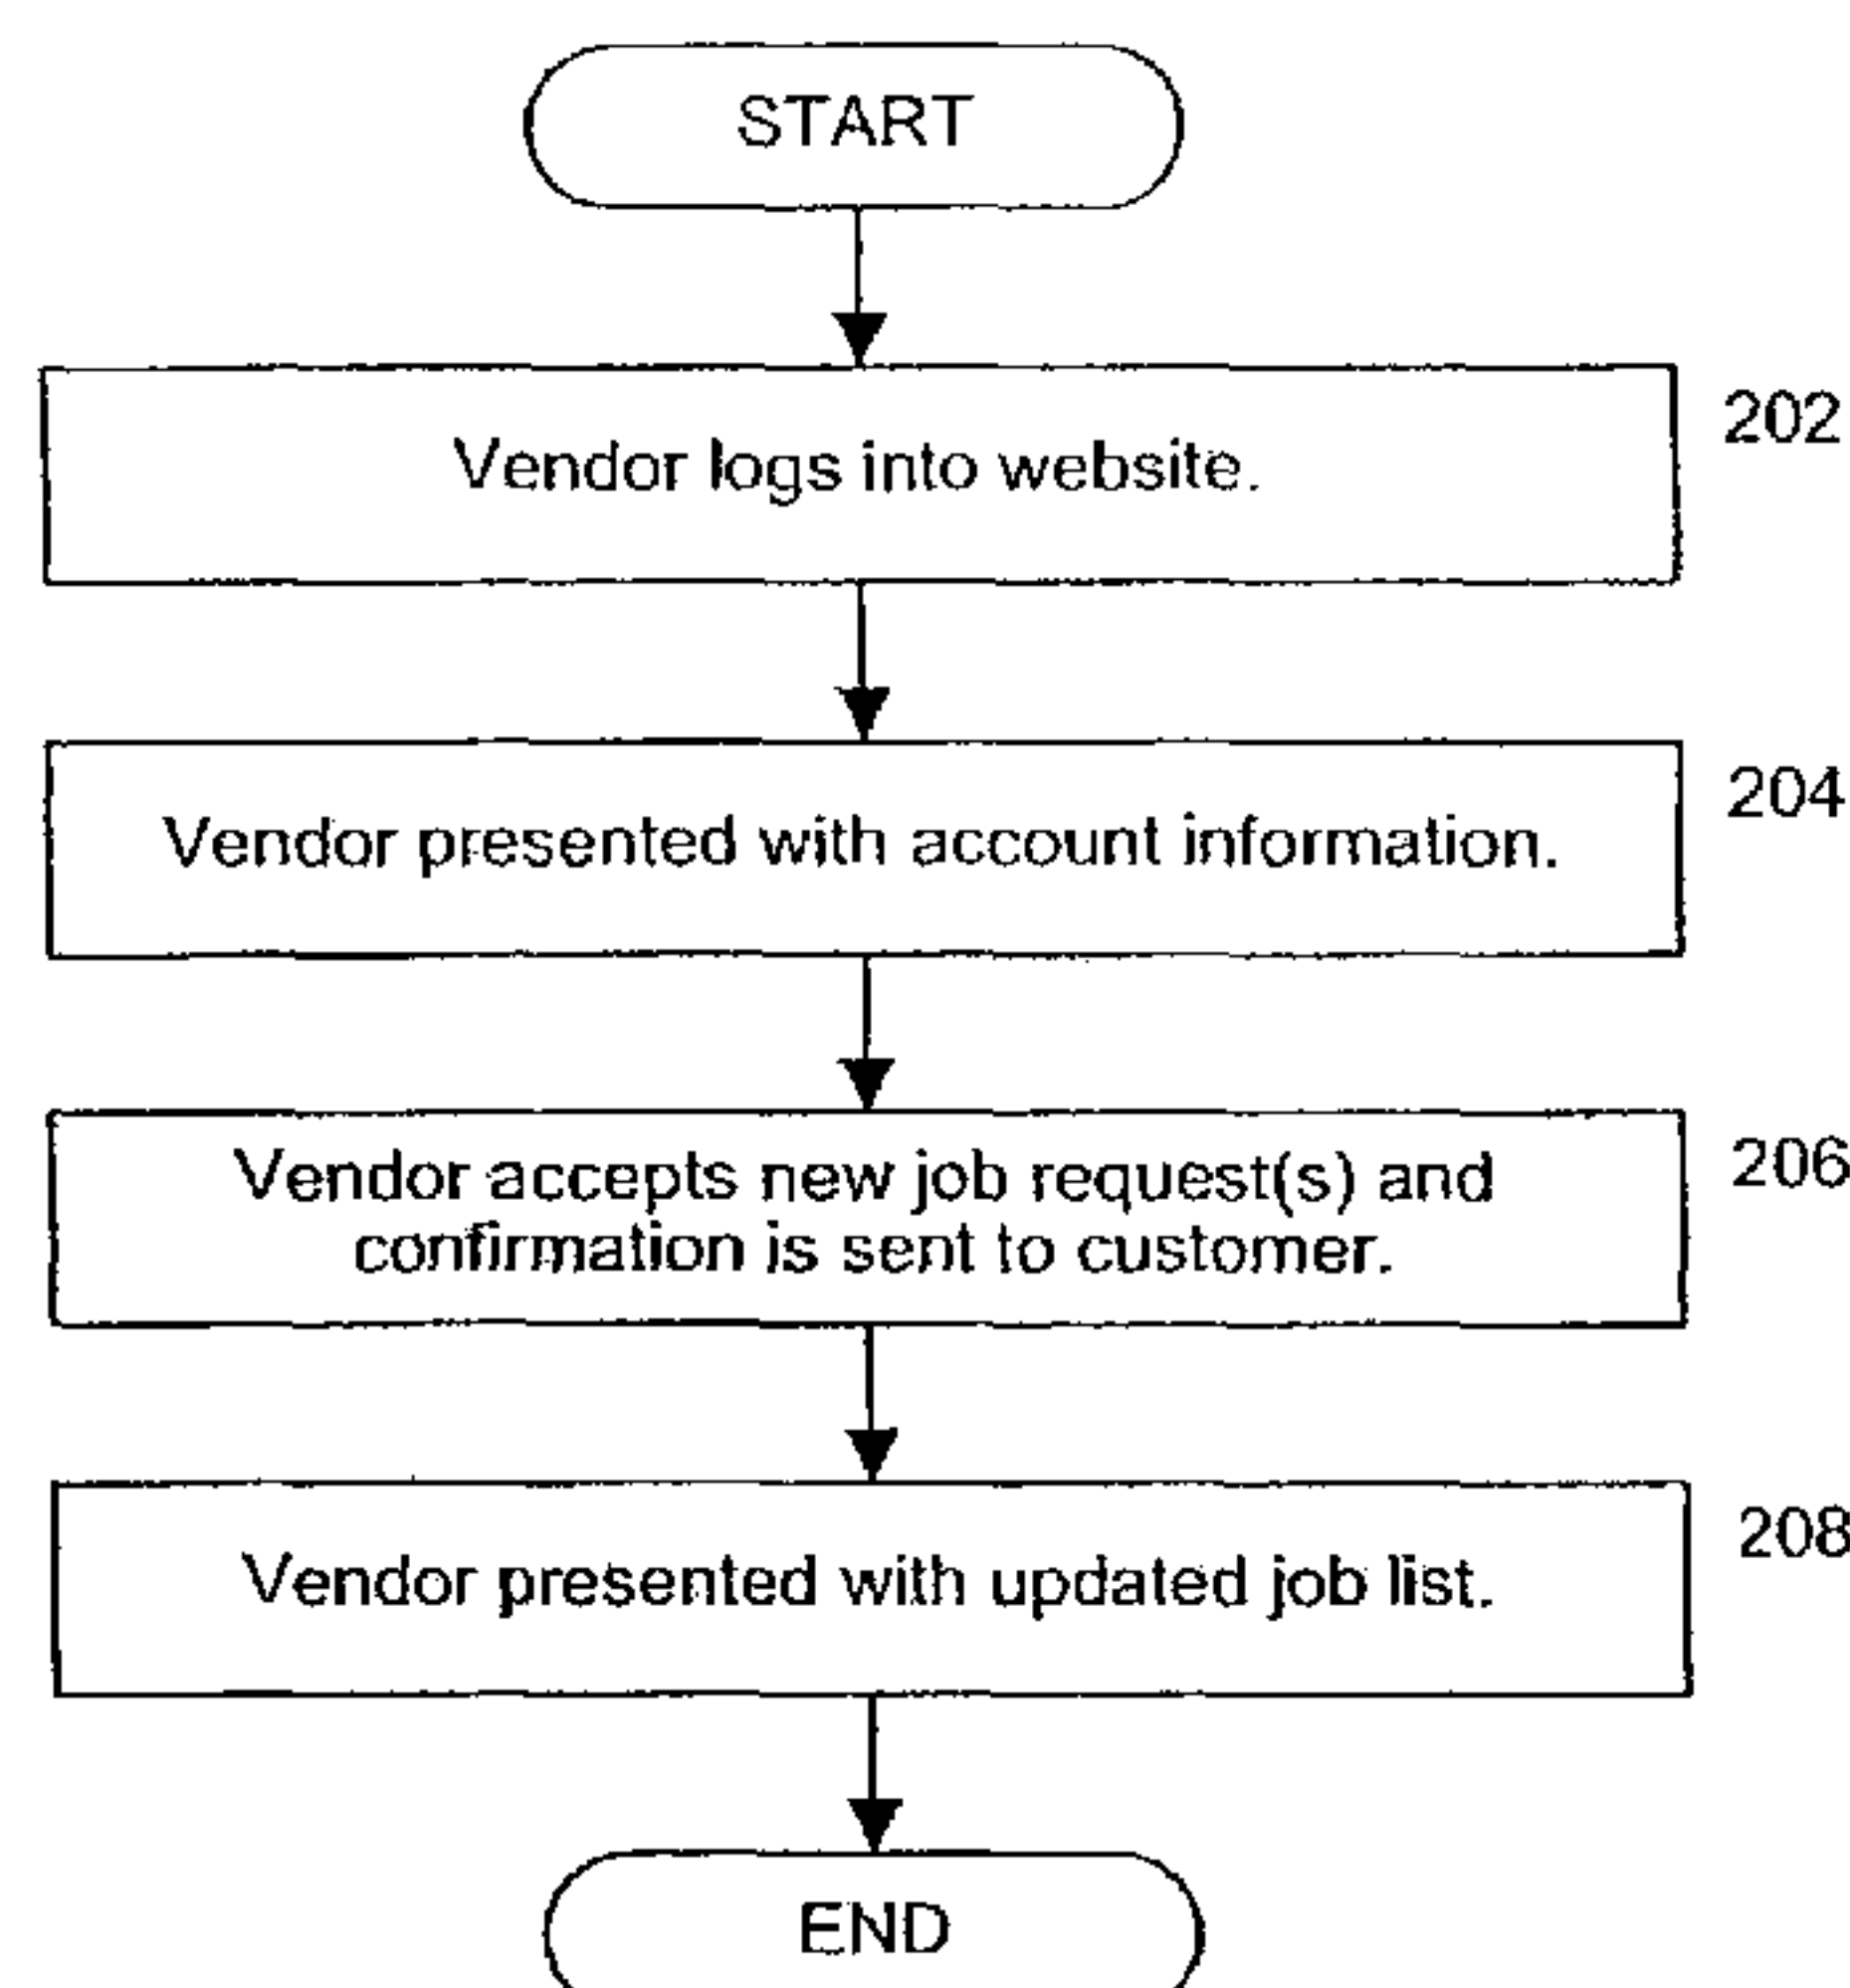 START
Vendor logs into website.
202
Vendor presented with account information.
204
Vendor accepts new job request(s) and
confirmation is sent to customer.
206
Vendor presented with updated job list.
208
END